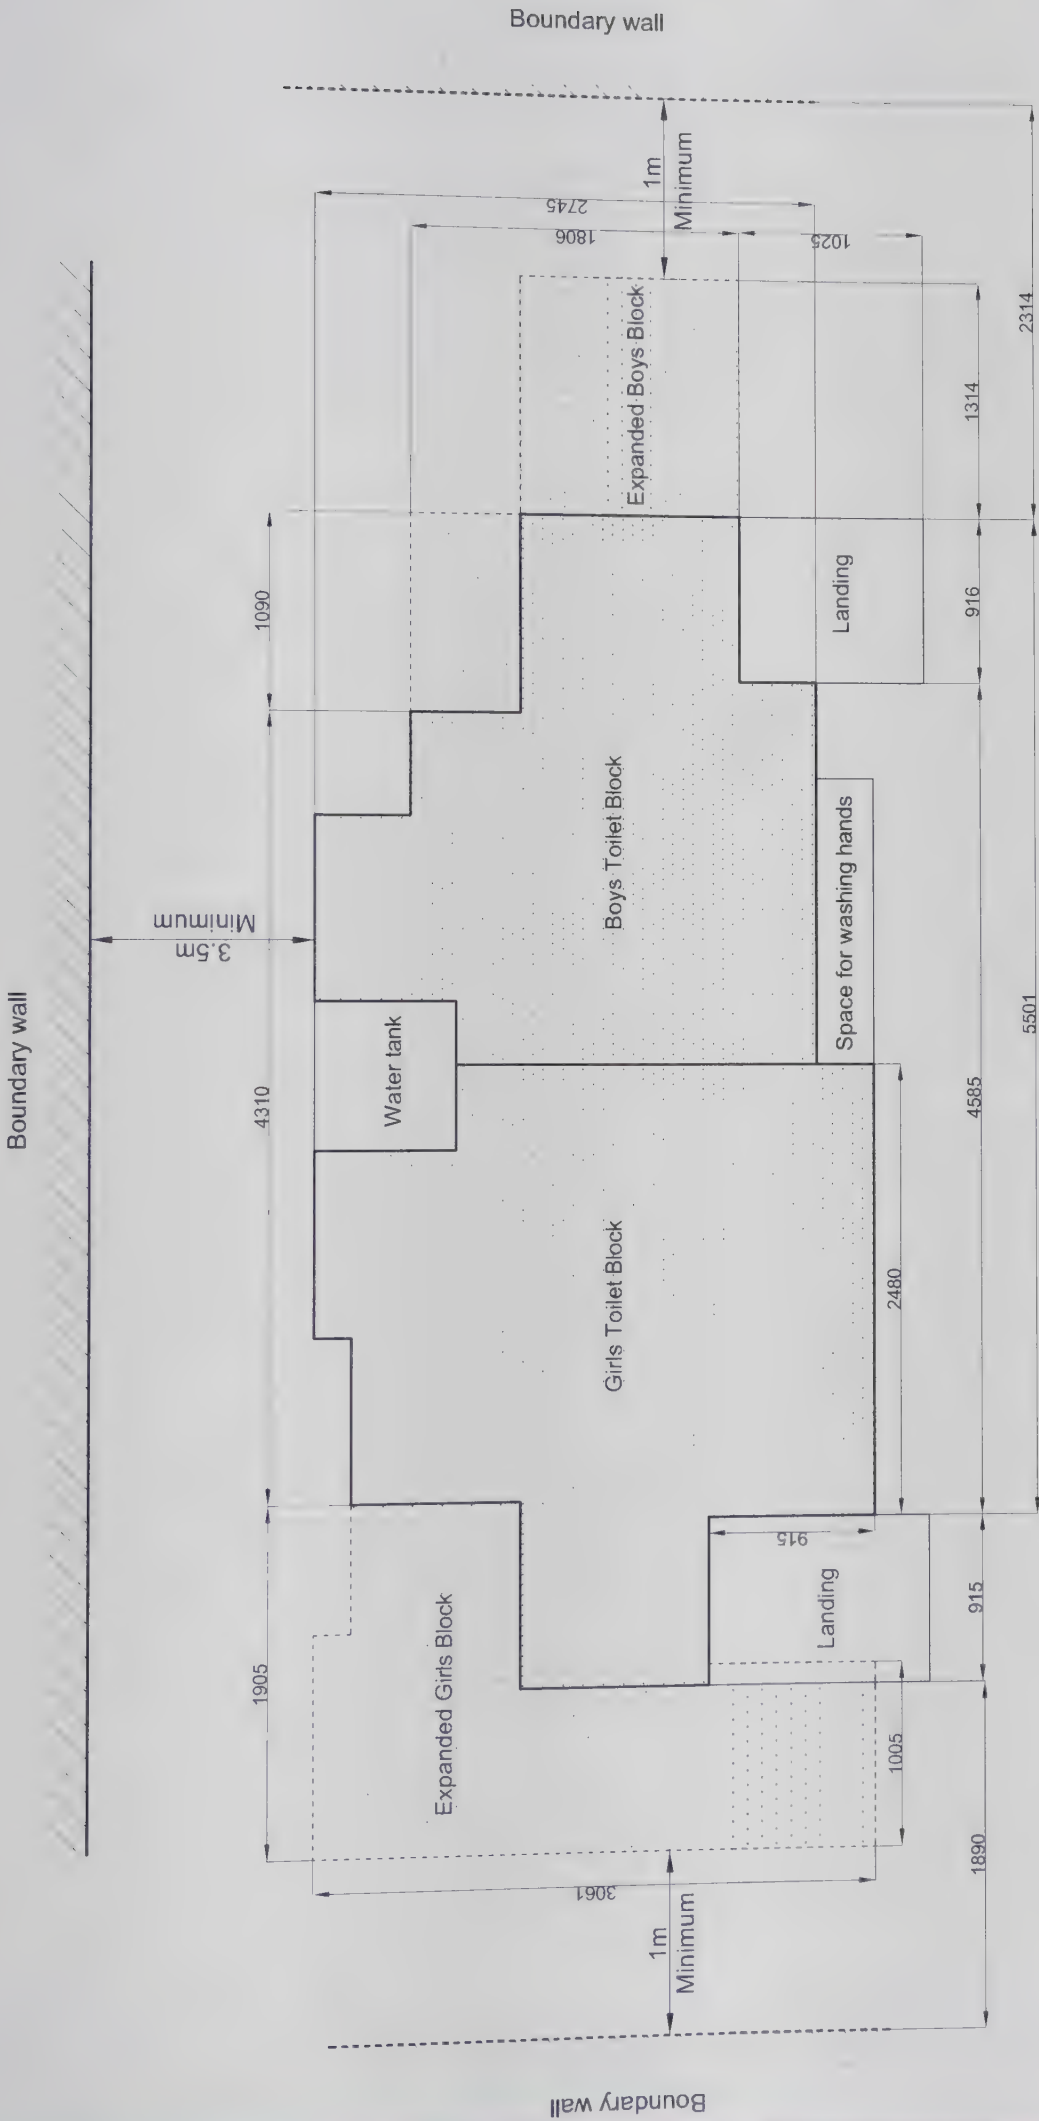 Boundary wall
Boundary wall
Boundary wall
3.5m
Minimum
1905
4310
1090
Expanded Girls Block
Water tank
Girls Toilet Block
Boys Toilet Block
Expanded Boys Block
1m
Minimum
1m
Minimum
3061
2745
1806
1025
915
Landing
Space for washing hands
Landing
1005
2480
1890
915
4585
916
1314
5501
2314